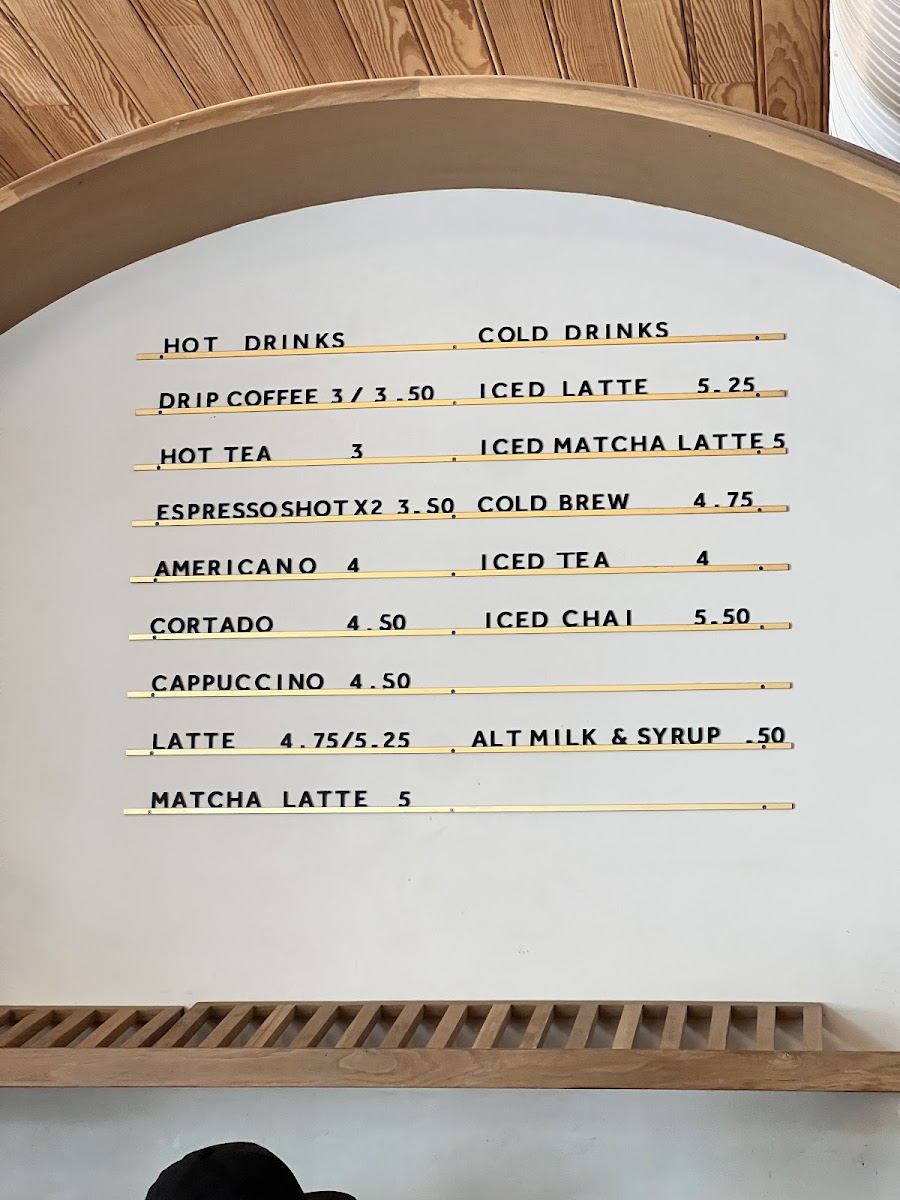 HOT DRINKS
DRIP COFFEE 3 / 3.50
HOT TEA 3
ESPRESSO SHOT X2 3.50
AMERICANO 4
CORTADO 4.50
CAPPUCCINO 4.50
LATTE 4.75/5.25
MATCHA LATTE 5
COLD DRINKS
ICED LATTE 5.25
ICED MATCHA LATTE 5
COLD BREW 4.75
ICED TEA 4
ICED CHAI 5.50
ALT MILK & SYRUP .50